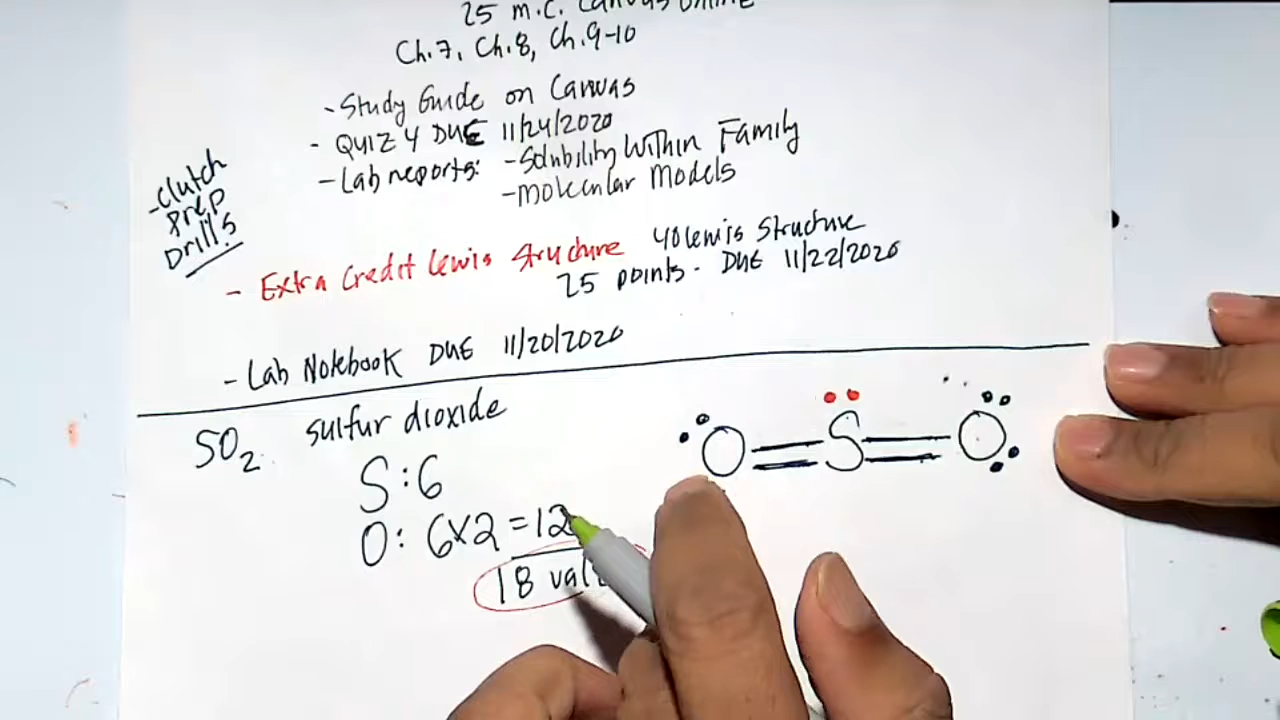 25 m.c. Canvas online
Ch.7, Ch.8, Ch.9-10
- Study Guide on Canvas
- QUIZ 4 DUE 11/24/2020
- Lab reports: - Solubility Within Family
- Molecular Models
- Clutch
Prep
Drills
- Extra Credit Lewis Structure 40 Lewis Structure
25 points - DUE 11/22/2020
- Lab Notebook DUE 11/20/2020
SO2 sulfur dioxide
S: 6
O: 6x2 = 12
18
O=S=O